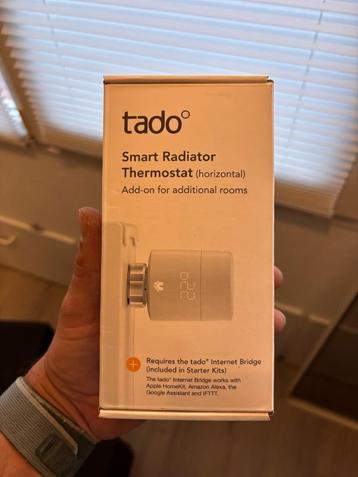 tado°
Smart Radiator
Thermostat (horizontal)
Add-on for additional rooms
22°
+ Requires the tado° Internet Bridge
(included in Starter Kits)
The tado° Internet Bridge works with
Apple HomeKit, Amazon Alexa, the
Google Assistant and IFTTT.